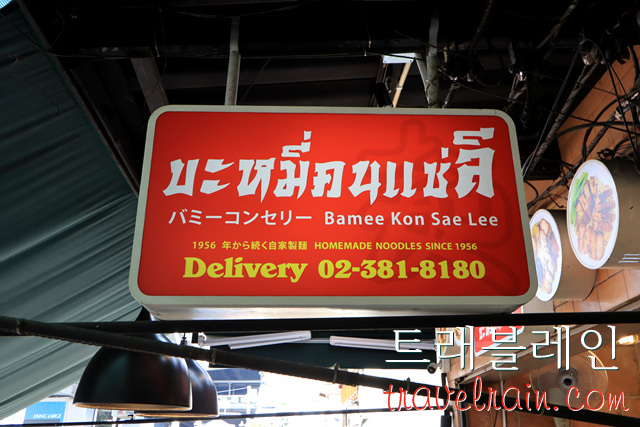 บะหมี่คนแซ่ลี
バミーコンセリー Bamee Kon Sae Lee
1956 年から続く自家製麵 HOMEMADE NOODLES SINCE 1956
Delivery 02-381-8180
트래블레인
travelrain.com